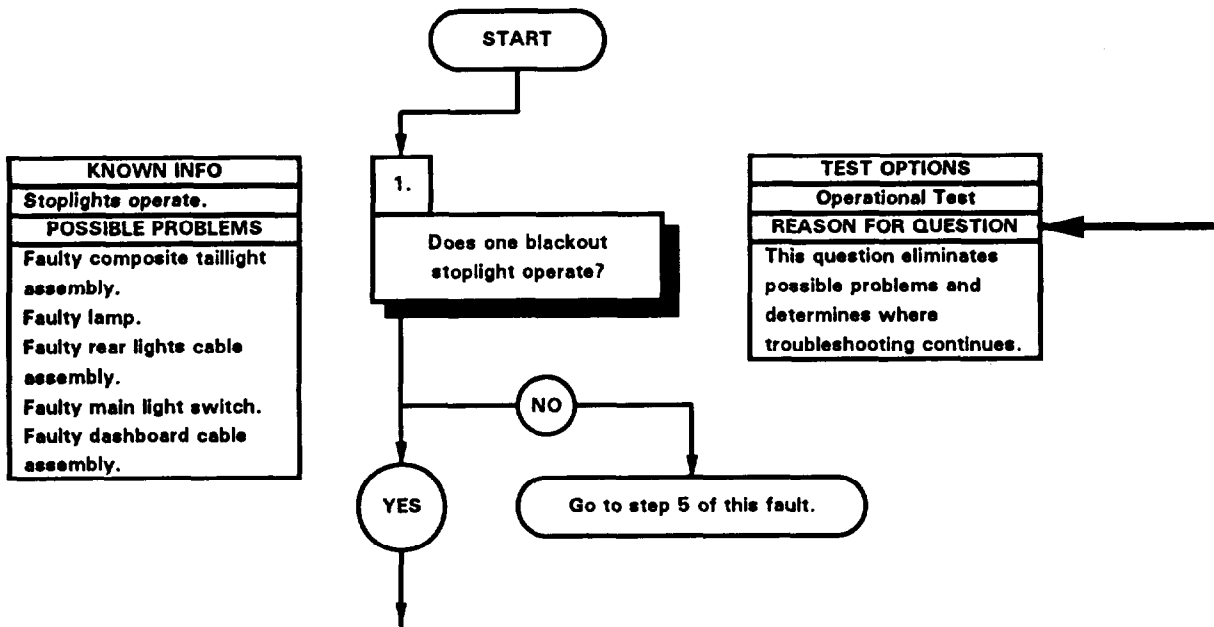 START
KNOWN INFO
Stoplights operate.
POSSIBLE PROBLEMS
Faulty composite taillight
assembly.
Faulty lamp.
Faulty rear lights cable
assembly.
Faulty main light switch.
Faulty dashboard cable
assembly.
1.
Does one blackout
stoplight operate?
TEST OPTIONS
Operational Test
REASON FOR QUESTION
This question eliminates
possible problems and
determines where
troubleshooting continues.
NO
YES
Go to step 5 of this fault.